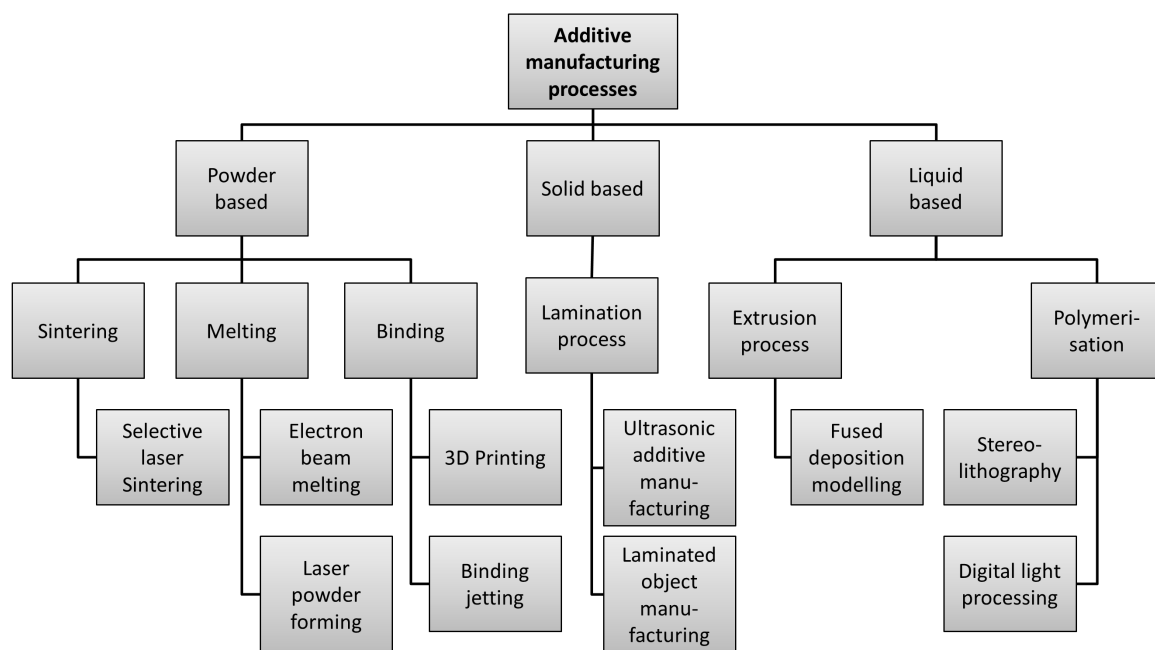 Additive
manufacturing
processes
Powder
based
Solid based
Liquid
based
Sintering
Melting
Binding
Lamination
process
Extrusion
process
Polymeri-
sation
Selective
laser
Sintering
Electron
beam
melting
3D Printing
Ultrasonic
additive
manu-
facturing
Fused
deposition
modelling
Stereo-
lithography
Laser
powder
forming
Binding
jetting
Laminated
object
manu-
facturing
Digital light
processing